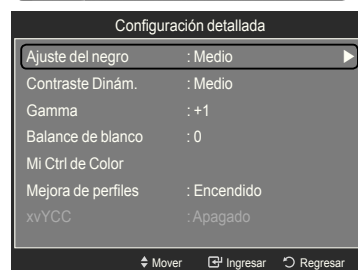 Configuración detallada
Ajuste del negro : Medio
Contraste Dinám. : Medio
Gamma : +1
Balance de blanco : 0
Mi Ctrl de Color
Mejora de perfiles : Encendido
xvYCC : Apagado
Mover Ingresar Regresar